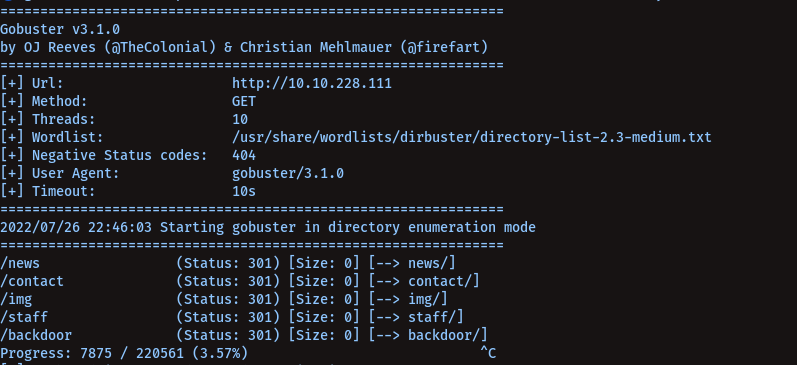 ===============================================================
Gobuster v3.1.0
by OJ Reeves (@TheColonial) & Christian Mehlmauer (@firefart)
===============================================================
[+] Url:                     http://10.10.228.111
[+] Method:                  GET
[+] Threads:                 10
[+] Wordlist:                /usr/share/wordlists/dirbuster/directory-list-2.3-medium.txt
[+] Negative Status codes:   404
[+] User Agent:              gobuster/3.1.0
[+] Timeout:                 10s
===============================================================
2022/07/26 22:46:03 Starting gobuster in directory enumeration mode
===============================================================
/news                 (Status: 301) [Size: 0] [--> news/]
/contact              (Status: 301) [Size: 0] [--> contact/]
/img                  (Status: 301) [Size: 0] [--> img/]
/staff                (Status: 301) [Size: 0] [--> staff/]
/backdoor             (Status: 301) [Size: 0] [--> backdoor/]
Progress: 7875 / 220561 (3.57%)                             ^C